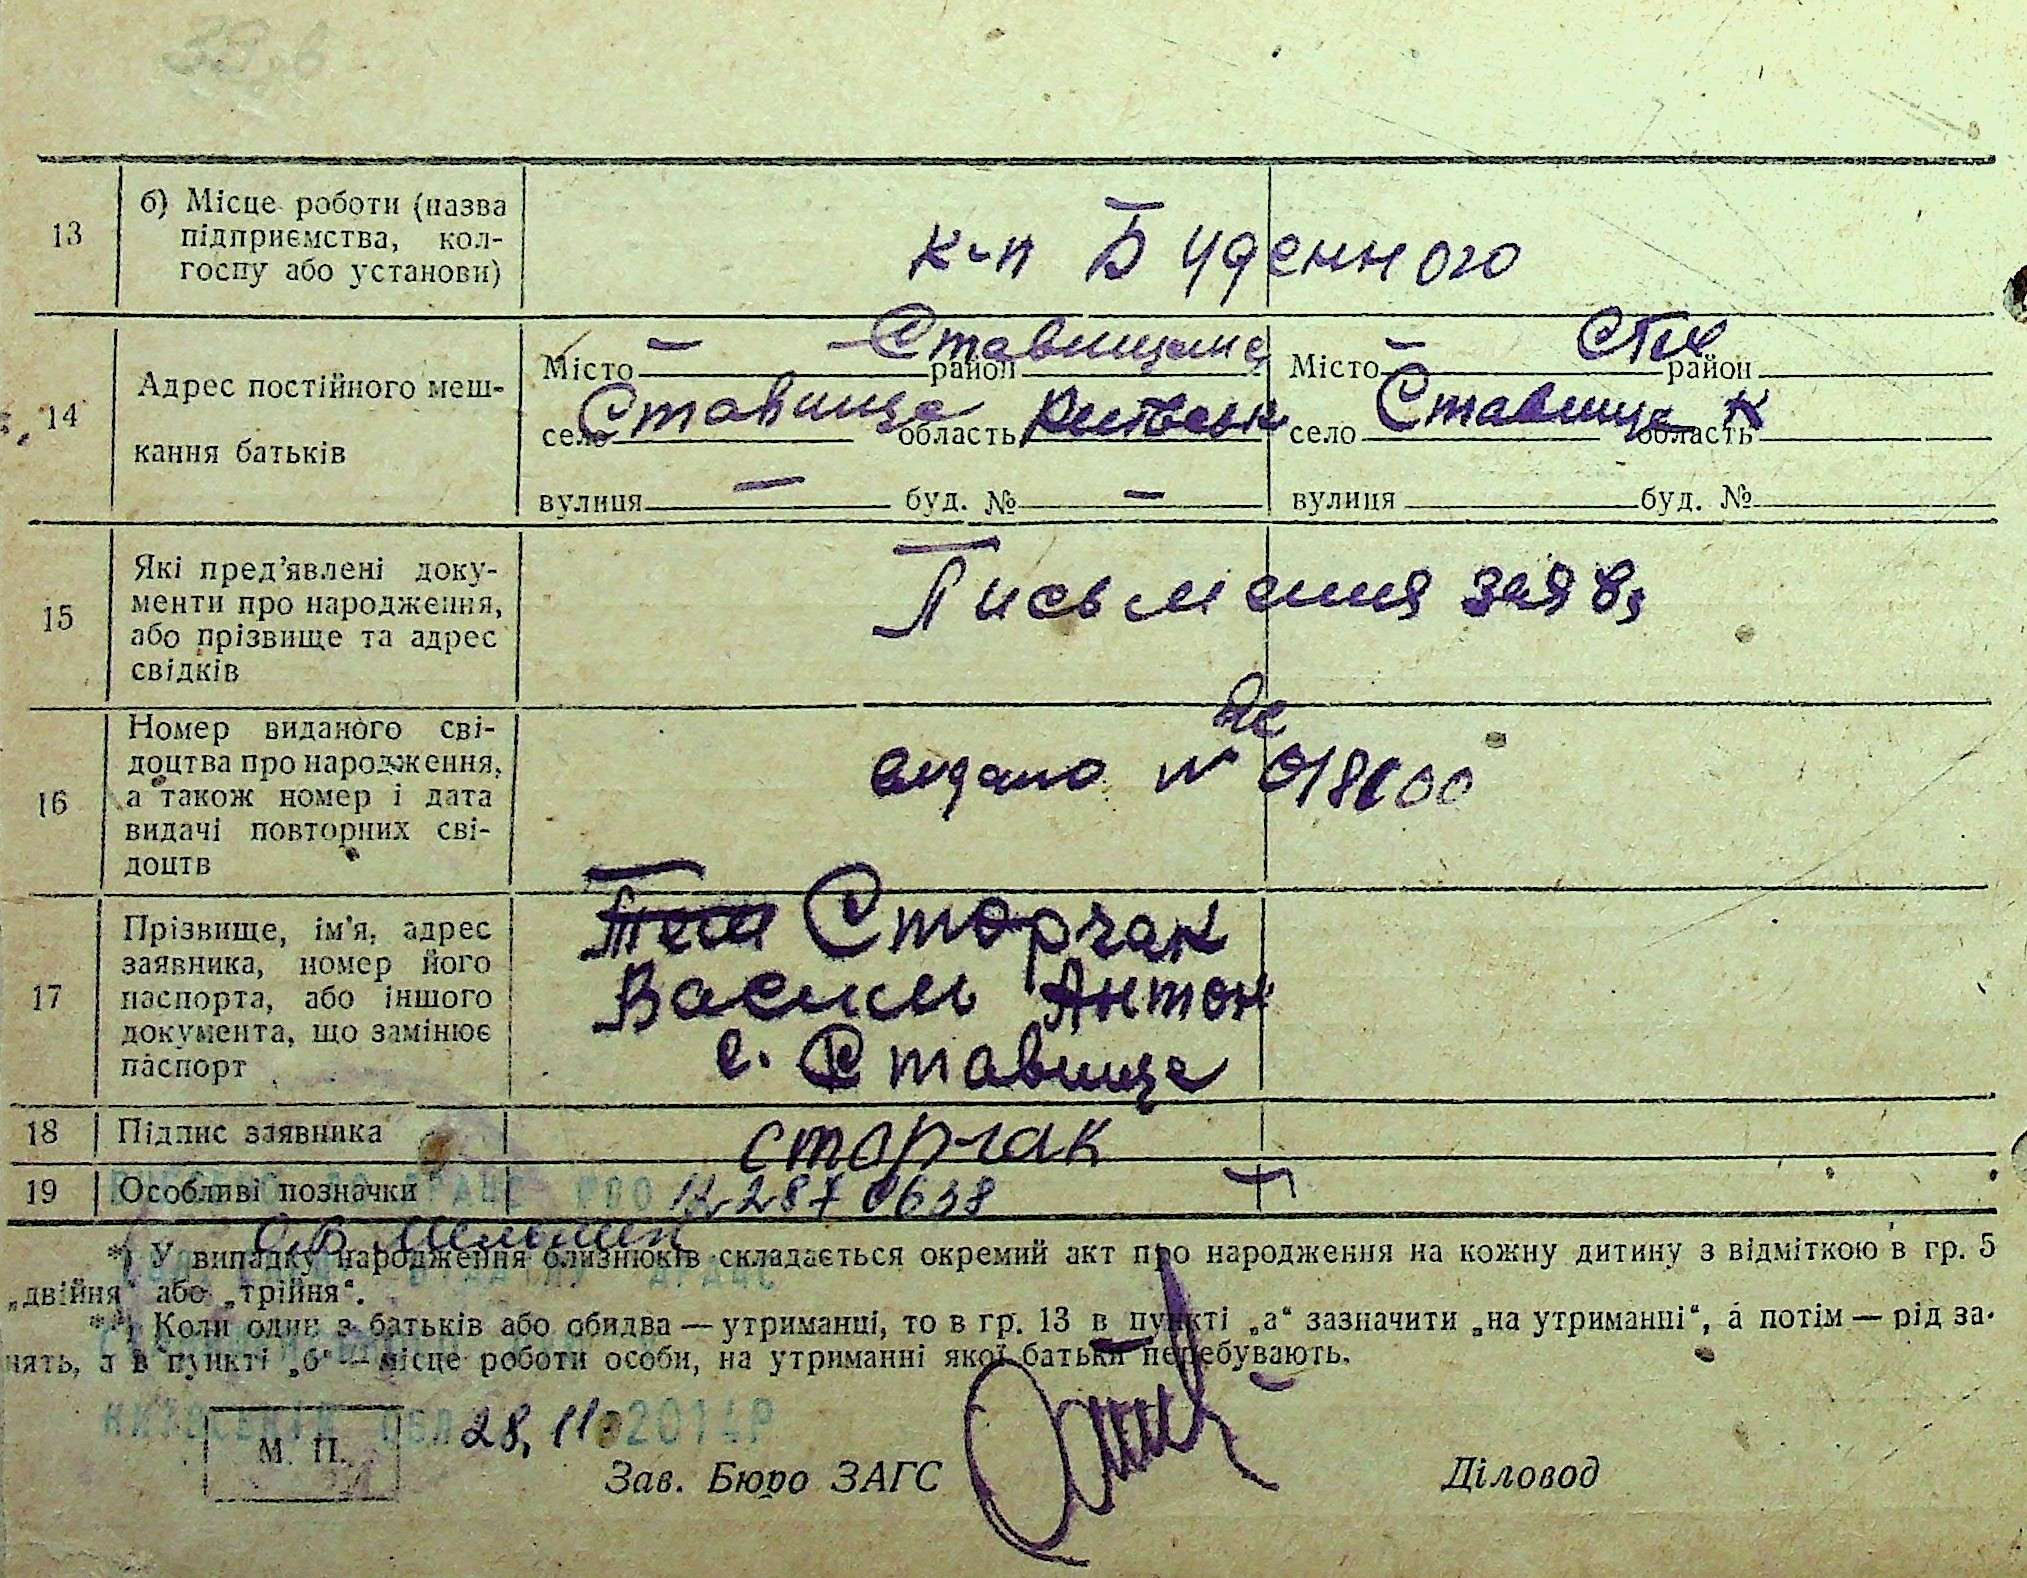 13
б) Місце роботи (назва
підприємства, кол-
госпу або установи)
к-п Буденного
14
Адрес постійного меш-
кання батьків
Місто — Ставищане район
Місто — район
село Ставище область Київськ
село Ставище область К
вулиця — буд. № —
вулиця буд. №
15
Які пред'явлені доку-
менти про народження,
або прізвище та адрес
свідків
Письмення заяв
16
Номер виданого сві-
доцтва про народження,
а також номер і дата
видачі повторних сві-
доцтв
видано №
17
Прізвище, ім'я, адрес
заявника, номер його
паспорта, або іншого
документа, що замінює
паспорт
Сторчак
Василь Антон
с. Ставище
18
Підпис заявника
сторчак
19
Особливі позначки
*) У випадку народження близнюків складається окремий акт про народження на кожну дитину з відміткою в гр. 5
„двійня“ або „трійня“.
**) Коли один з батьків або обидва — утриманці, то в гр. 13 в пункті „а“ зазначити „на утриманні“, а потім — рід за-
нять, а в пункті „б“ — місце роботи особи, на утриманні якої батьки перебувають.
28.11.2014Р
М. П.
Зав. Бюро ЗАГС
Діловод